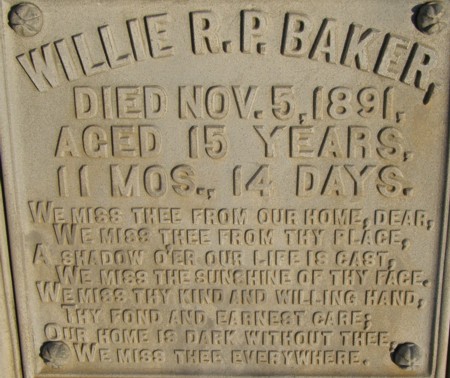 WILLIE R.P. BAKER,
DIED NOV. 5, 1891,
AGED 15 YEARS,
11 MOS., 14 DAYS.
WE MISS THEE FROM OUR HOME, DEAR,
WE MISS THEE FROM THY PLACE,
A SHADOW O'ER OUR LIFE IS CAST,
WE MISS THE SUNSHINE OF THY FACE.
WE MISS THY KIND AND WILLING HAND,
THY FOND AND EARNEST CARE;
OUR HOME IS DARK WITHOUT THEE,
WE MISS THEE EVERYWHERE.